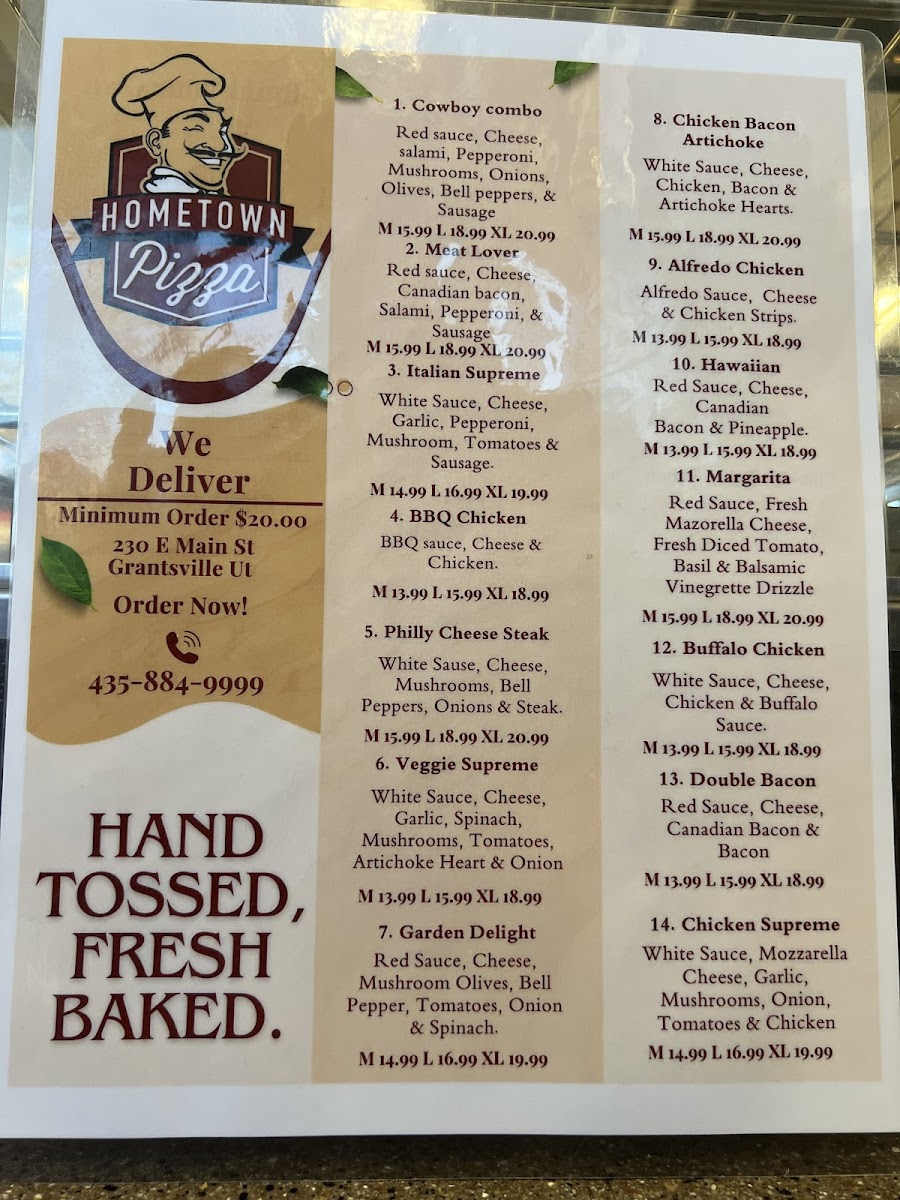 HOMETOWN
Pizza
We
Deliver
Minimum Order $20.00
230 E Main St
Grantsville Ut
Order Now!
435-884-9999
HAND
TOSSED,
FRESH
BAKED.
1. Cowboy combo
Red sauce, Cheese,
salami, Pepperoni,
Mushrooms, Onions,
Olives, Bell peppers, &
Sausage
M 15.99 L 18.99 XL 20.99
2. Meat Lover
Red sauce, Cheese,
Canadian bacon,
Salami, Pepperoni, &
Sausage
M 15.99 L 18.99 XL 20.99
3. Italian Supreme
White Sauce, Cheese,
Garlic, Pepperoni,
Mushroom, Tomatoes &
Sausage.
M 14.99 L 16.99 XL 19.99
4. BBQ Chicken
BBQ sauce, Cheese &
Chicken.
M 13.99 L 15.99 XL 18.99
5. Philly Cheese Steak
White Sause, Cheese,
Mushrooms, Bell
Peppers, Onions & Steak.
M 15.99 L 18.99 XL 20.99
6. Veggie Supreme
White Sauce, Cheese,
Garlic, Spinach,
Mushrooms, Tomatoes,
Artichoke Heart & Onion
M 13.99 L 15.99 XL 18.99
7. Garden Delight
Red Sauce, Cheese,
Mushroom Olives, Bell
Pepper, Tomatoes, Onion
& Spinach.
M 14.99 L 16.99 XL 19.99
8. Chicken Bacon
Artichoke
White Sauce, Cheese,
Chicken, Bacon &
Artichoke Hearts.
M 15.99 L 18.99 XL 20.99
9. Alfredo Chicken
Alfredo Sauce, Cheese
& Chicken Strips.
M 13.99 L 15.99 XL 18.99
10. Hawaiian
Red Sauce, Cheese,
Canadian
Bacon & Pineapple.
M 13.99 L 15.99 XL 18.99
11. Margarita
Red Sauce, Fresh
Mazorella Cheese,
Fresh Diced Tomato,
Basil & Balsamic
Vinegrette Drizzle
M 15.99 L 18.99 XL 20.99
12. Buffalo Chicken
White Sauce, Cheese,
Chicken & Buffalo
Sauce.
M 13.99 L 15.99 XL 18.99
13. Double Bacon
Red Sauce, Cheese,
Canadian Bacon &
Bacon
M 13.99 L 15.99 XL 18.99
14. Chicken Supreme
White Sauce, Mozzarella
Cheese, Garlic,
Mushrooms, Onion,
Tomatoes & Chicken
M 14.99 L 16.99 XL 19.99